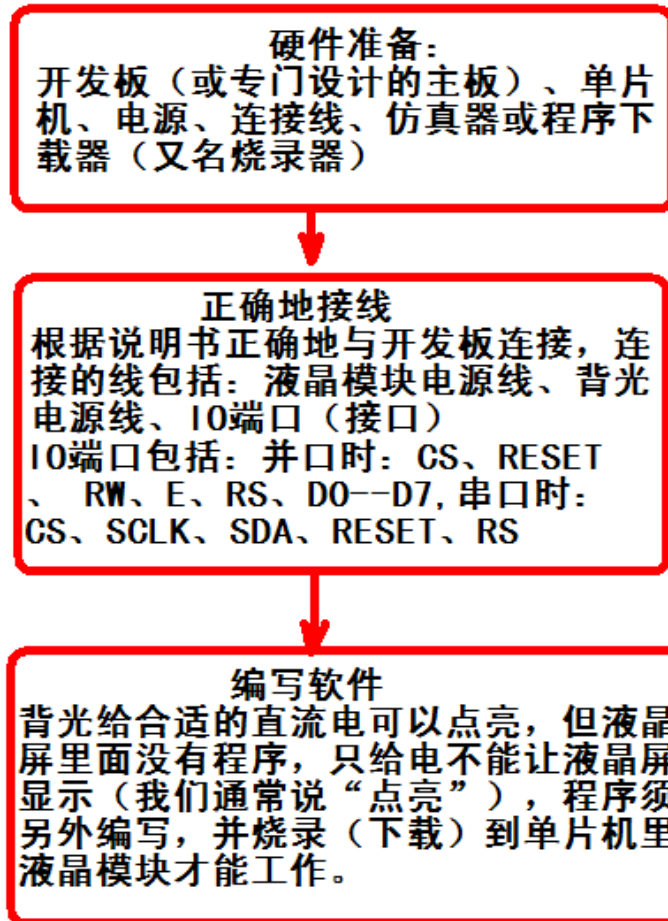 硬件准备:
开发板（或专门设计的主板）、单片
机、电源、连接线、仿真器或程序下
载器（又名烧录器）
正确地接线
根据说明书正确地与开发板连接，连
接的线包括：液晶模块电源线、背光
电源线、IO端口（接口）
IO端口包括：并口时：CS、RESET
、 RW、E、RS、D0--D7,串口时：
CS、SCLK、SDA、RESET、RS
编写软件
背光给合适的直流电可以点亮，但液晶
屏里面没有程序，只给电不能让液晶屏
显示（我们通常说“点亮”），程序须
另外编写，并烧录（下载）到单片机里
液晶模块才能工作。